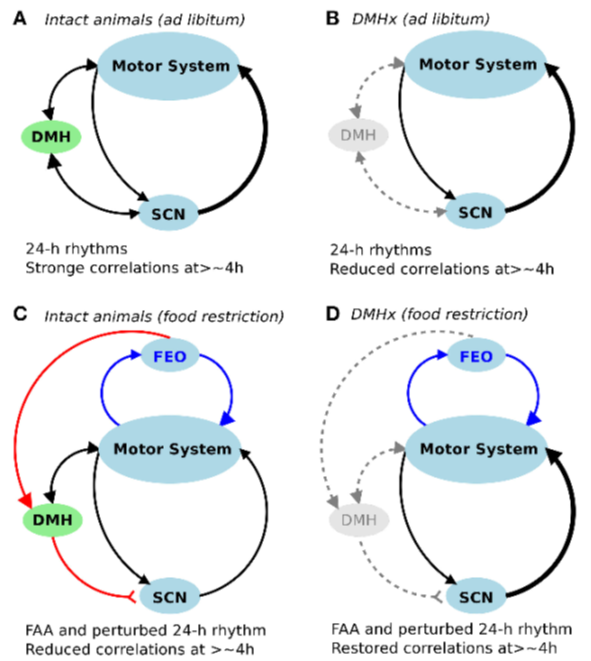 A Intact animals (ad libitum)
Motor System
DMH
SCN
24-h rhythms
Stronge correlations at>~4h
B DMHx (ad libitum)
Motor System
DMH
SCN
24-h rhythms
Reduced correlations at>~4h
C Intact animals (food restriction)
FEO
Motor System
DMH
SCN
FAA and perturbed 24-h rhythm
Reduced correlations at >~4h
D DMHx (food restriction)
FEO
Motor System
DMH
SCN
FAA and perturbed 24-h rhythm
Restored correlations at>~4h